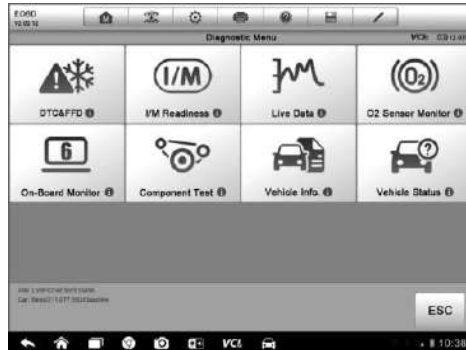 EOBD
Diagnostic Menu
VCI:
DTC&FFD
I/M
I/M Readiness
Live Data
O2
O2 Sensor Monitor
6
On-Board Monitor
Component Test
?
Vehicle Info.
Vehicle Status
ESC
VCI
10:38